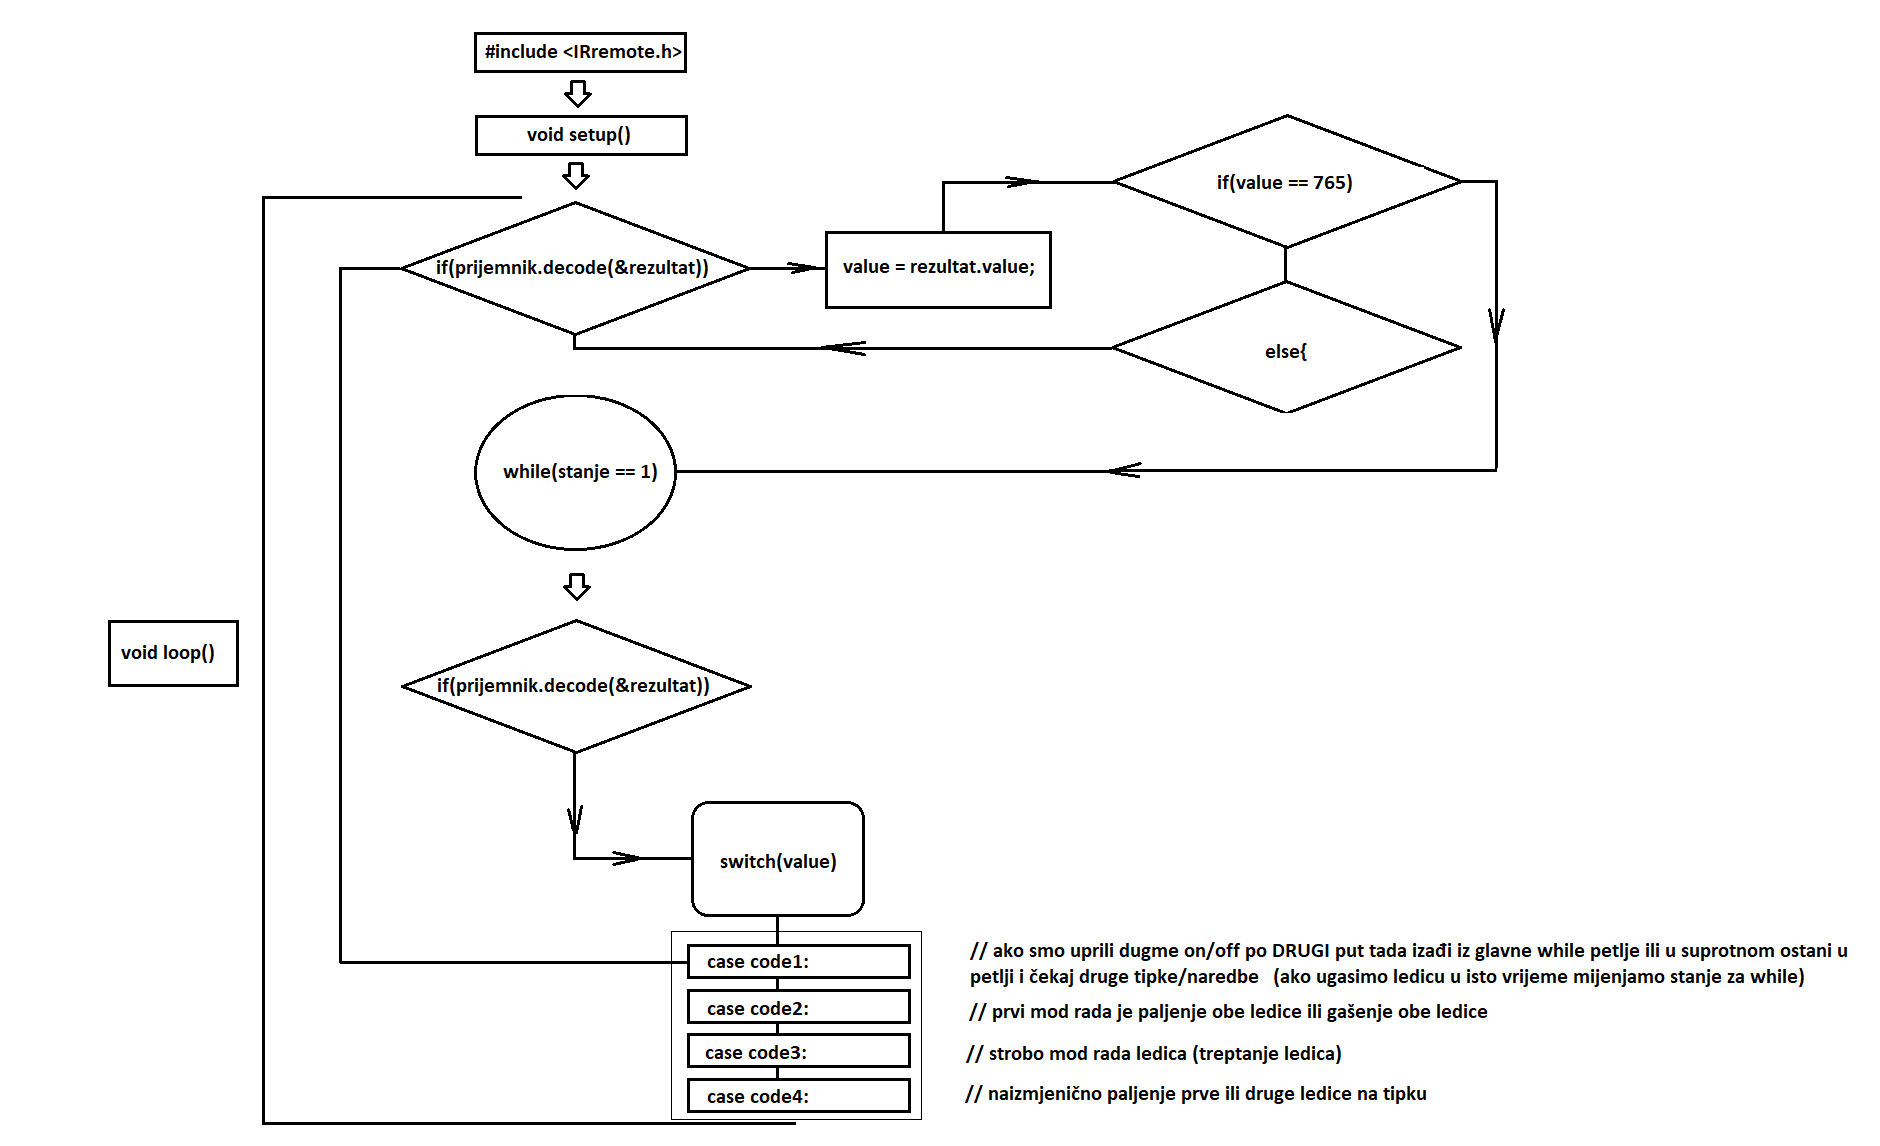 #include <IRremote.h>
void setup()
if(value == 765)
if(prijemnik.decode(&rezultat))
value = rezultat.value;
else{
while(stanje == 1)
void loop()
if(prijemnik.decode(&rezultat))
switch(value)
case code1:
// ako smo uprili dugme on/off po DRUGI put tada izađi iz glavne while petlje ili u suprotnom ostani u
petlji i čekaj druge tipke/naredbe (ako ugasimo ledicu u isto vrijeme mijenjamo stanje za while)
case code2:
// prvi mod rada je paljenje obe ledice ili gašenje obe ledice
case code3:
// strobo mod rada ledica (treptanje ledica)
case code4:
// naizmjenično paljenje prve ili druge ledice na tipku